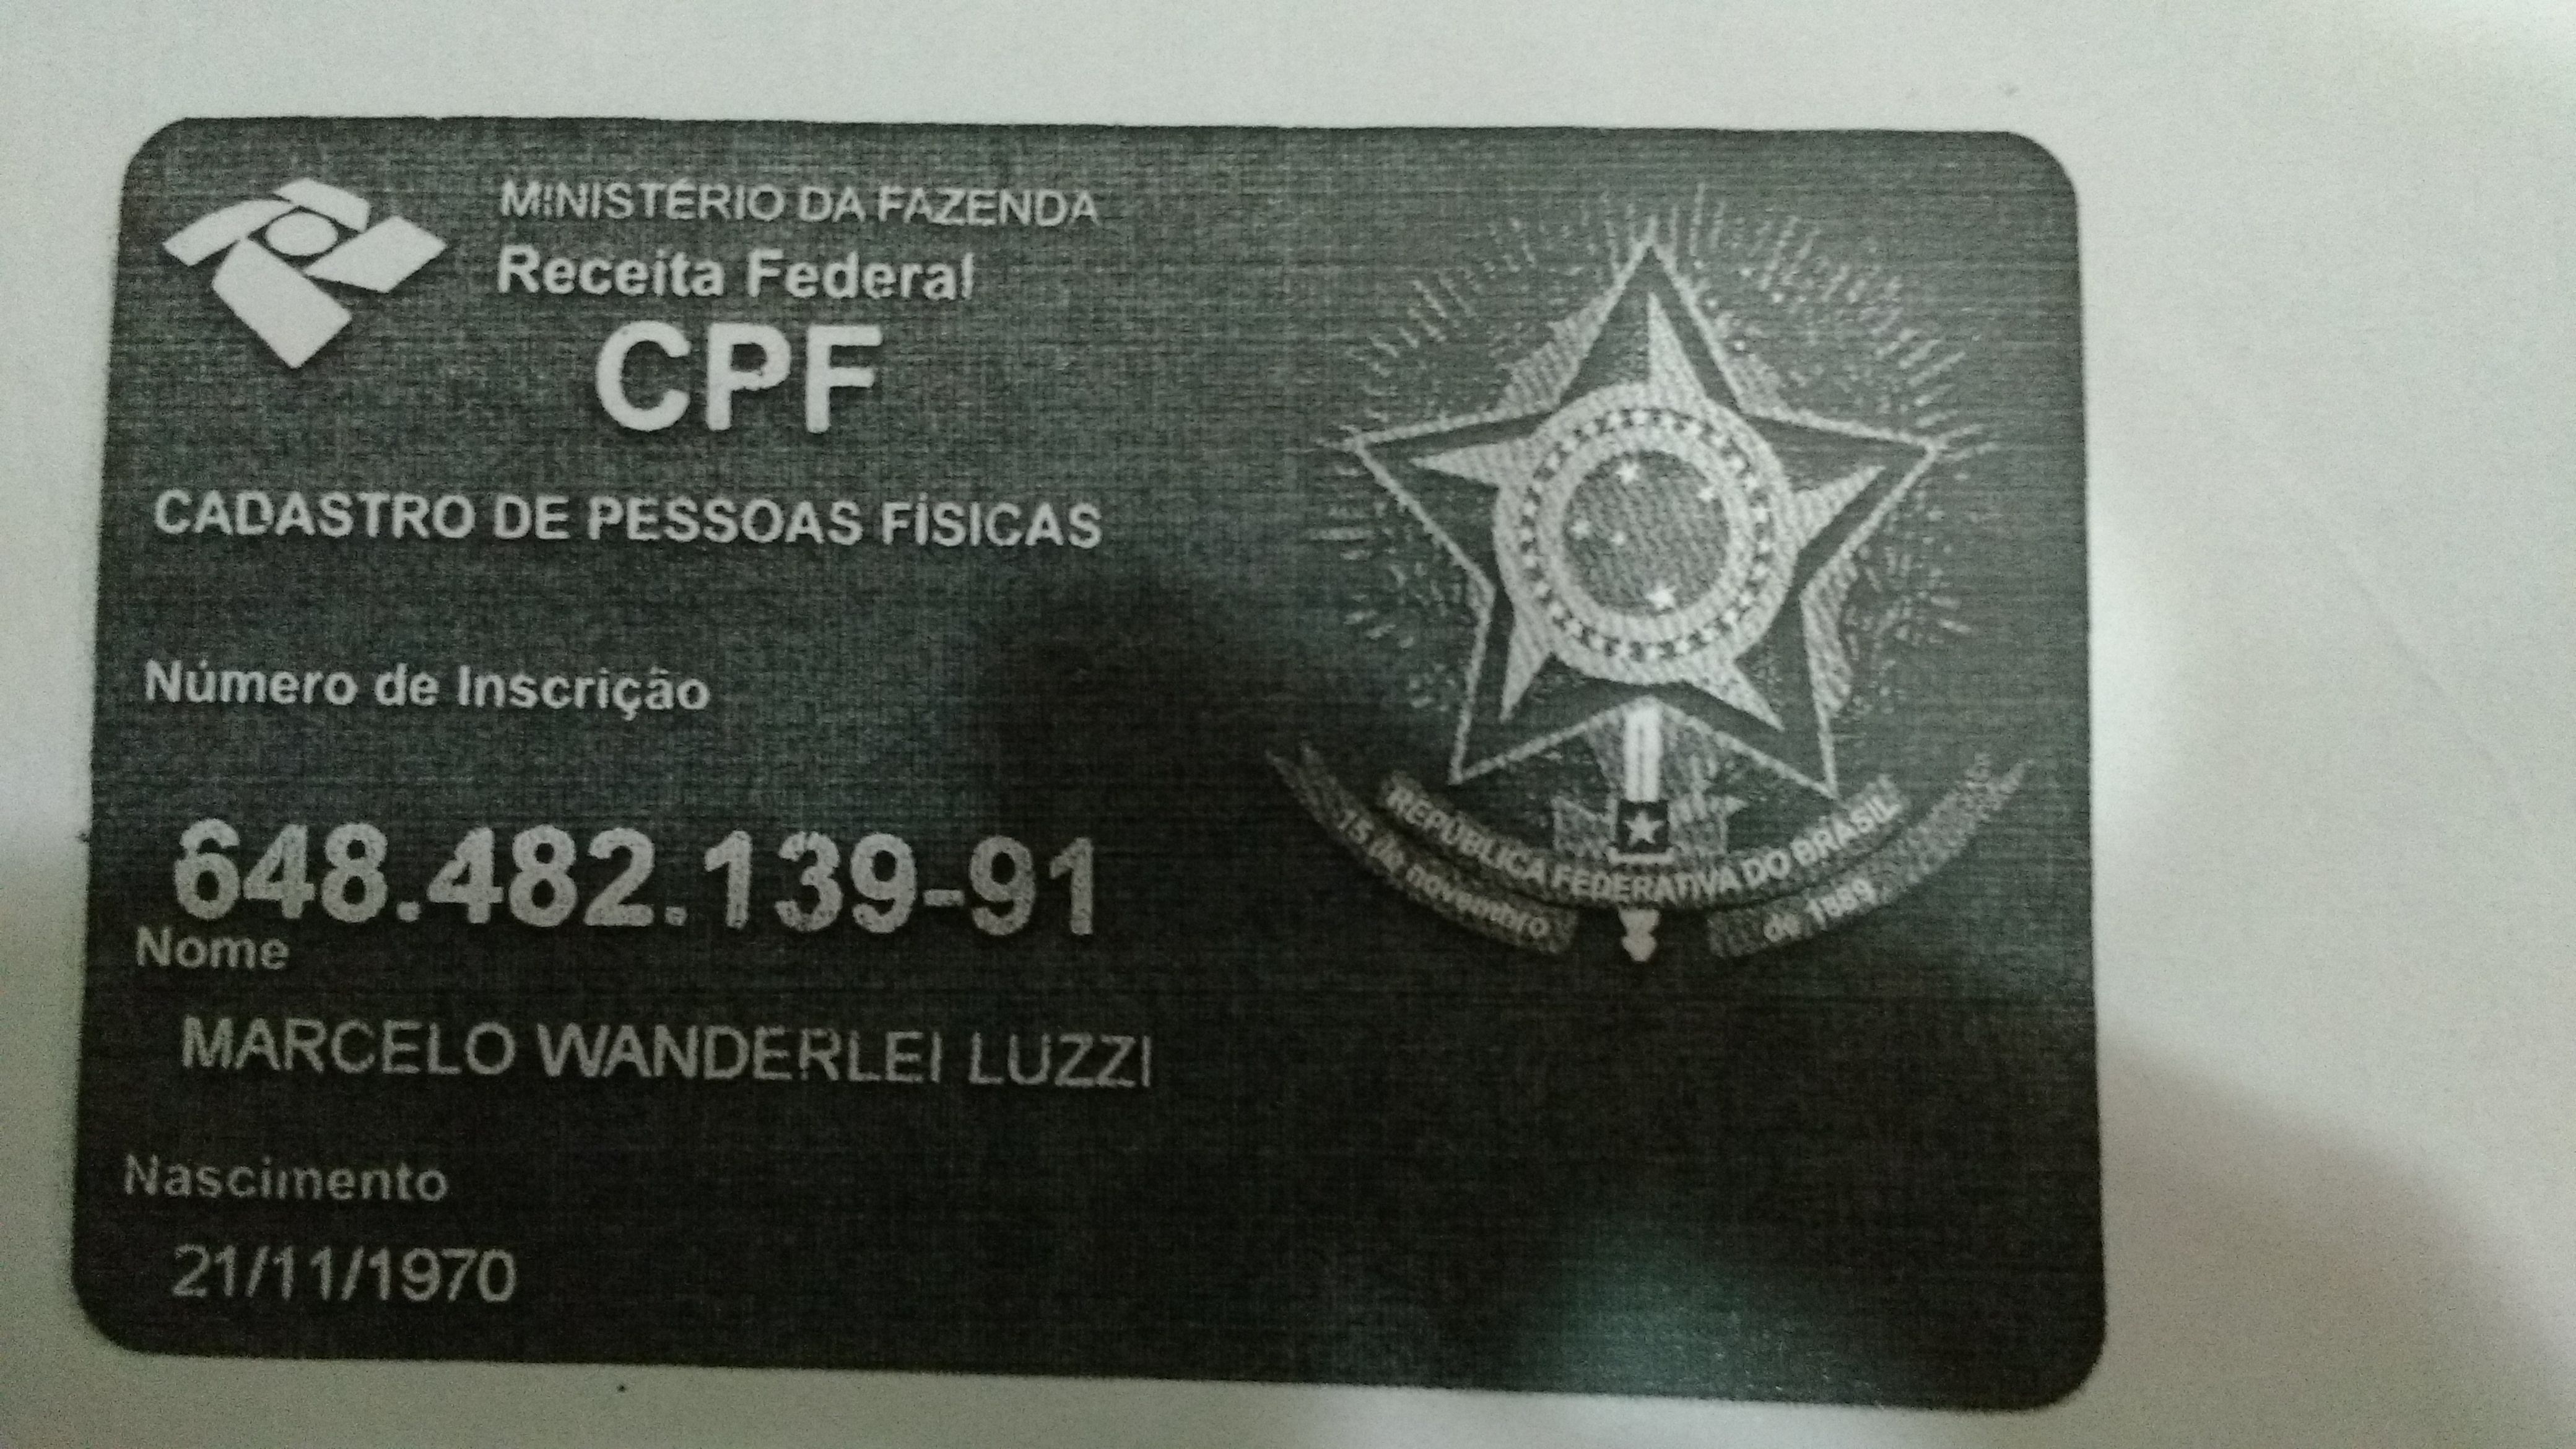 MINISTÉRIO DA FAZENDA
Receita Federal
CPF
CADASTRO DE PESSOAS FÍSICAS
Número de Inscrição
648.482.139-91
Nome
MARCELO WANDERLEI LUZZI
Nascimento
21/11/1970
REPÚBLICA FEDERATIVA DO BRASIL
15 de novembro de 1889